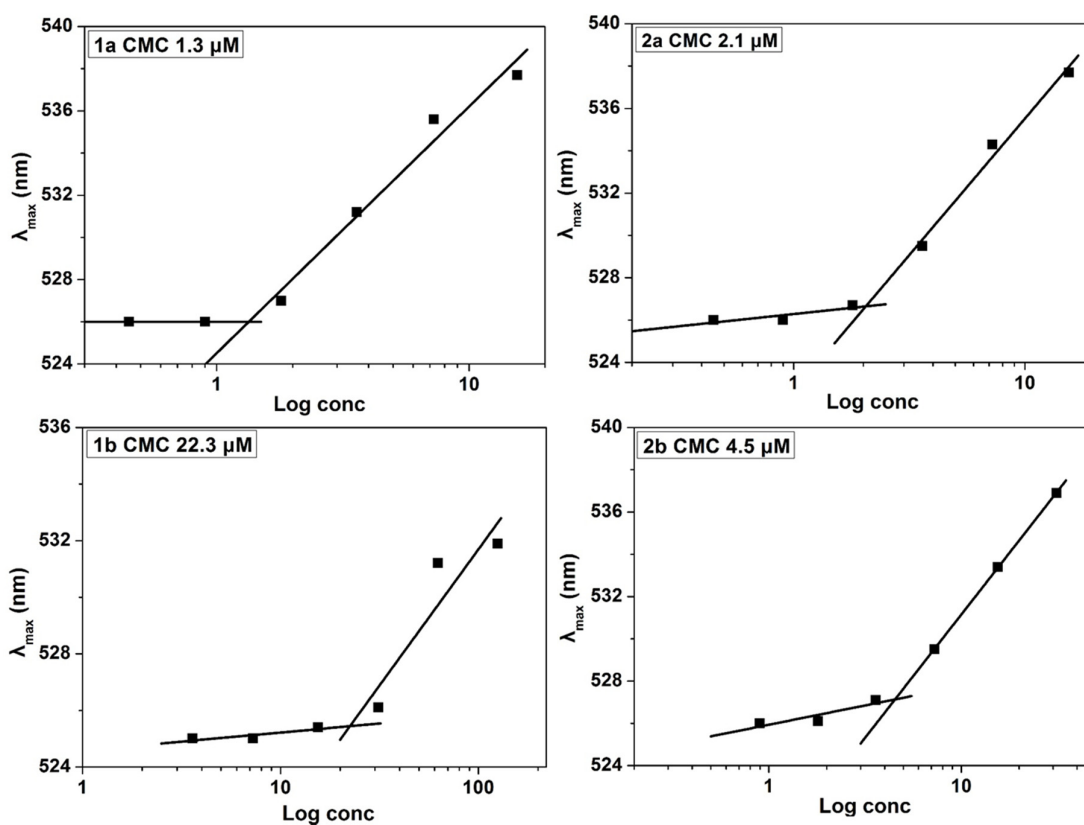 1a CMC 1.3 µM
540
536
532
528
524
λmax (nm)
1
10
Log conc
2a CMC 2.1 µM
540
536
532
528
524
λmax (nm)
1
10
Log conc
1b CMC 22.3 µM
536
532
528
524
λmax (nm)
1
10
100
Log conc
2b CMC 4.5 µM
540
536
532
528
524
λmax (nm)
1
10
Log conc